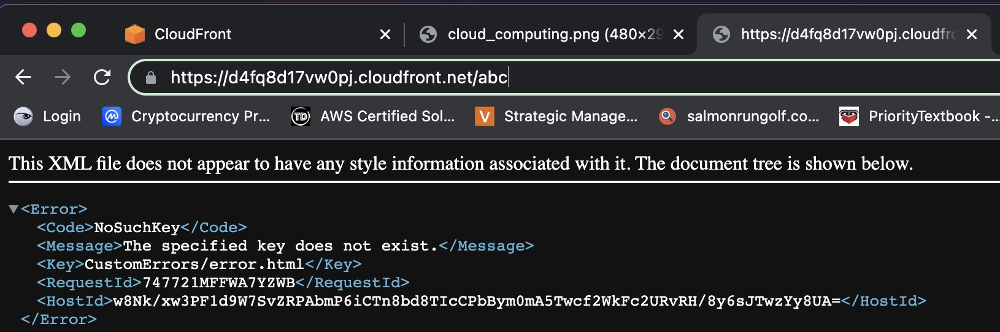 CloudFront
cloud_computing.png (480×29
https://d4fq8d17vw0pj.cloudfro
https://d4fq8d17vw0pj.cloudfront.net/abc
Login
Cryptocurrency Pr...
TD
AWS Certified Sol...
V
Strategic Manage...
salmonrungolf.co...
PriorityTextbook -...
This XML file does not appear to have any style information associated with it. The document tree is shown below.
<Error>
<Code>NoSuchKey</Code>
<Message>The specified key does not exist.</Message>
<Key>CustomErrors/error.html</Key>
<RequestId>747721MFFWA7YZWB</RequestId>
<HostId>w8Nk/xw3PF1d9W7SvZRPAbmP6iCTn8bd8TIcCPbBym0mA5Twcf2WkFc2URvRH/8y6sJTwzYy8UA=</HostId>
</Error>